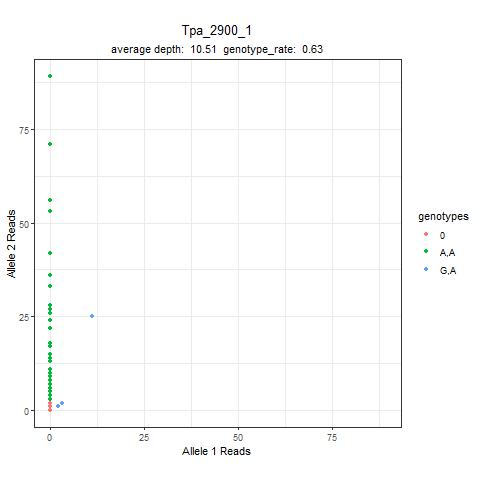 Tpa_2900_1
average depth: 10.51 genotype_rate: 0.63
75
50
25
0
Allele 2 Reads
0 25 50 75
Allele 1 Reads
genotypes
0
A,A
G,A